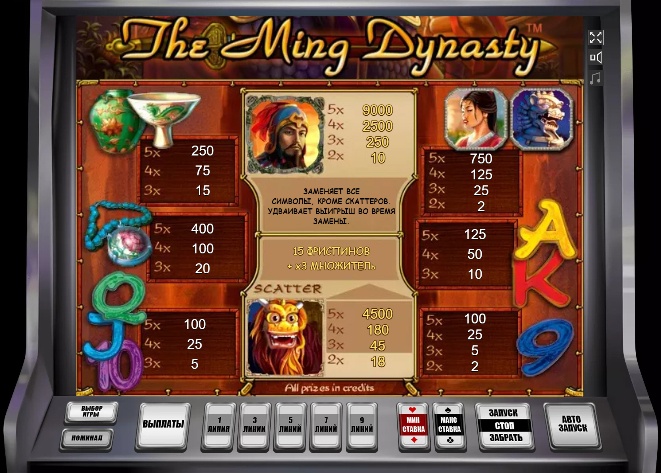 The Ming Dynasty™
5x 9000
4x 2500
3x 250
2x 10
5x 250
4x 75
3x 15
5x 750
4x 125
3x 25
2x 2
ЗАМЕНЯЕТ ВСЕ
СИМВОЛЫ, КРОМЕ СКАТТЕРОВ.
УДВАИВАЕТ ВЫИГРЫШ ВО ВРЕМЯ
ЗАМЕНЫ.
5x 400
4x 100
3x 20
15 ФРИСПИНОВ
+ x3 МНОЖИТЕЛЬ
5x 125
4x 50
3x 10
A
K
SCATTER
Q
J
10
5x 100
4x 25
3x 5
5x 4500
4x 180
3x 45
2x 18
5x 100
4x 25
3x 5
2x 2
9
All prizes in credits
ВЫБОР
ИГРЫ
НОМИНАЛ
ВЫПЛАТЫ
1
ЛИНИЯ
3
ЛИНИИ
5
ЛИНИЙ
7
ЛИНИЙ
9
ЛИНИЙ
МИН
СТАВКА
МАКС
СТАВКА
ЗАПУСК
СТОП
ЗАБРАТЬ
АВТО
ЗАПУСК